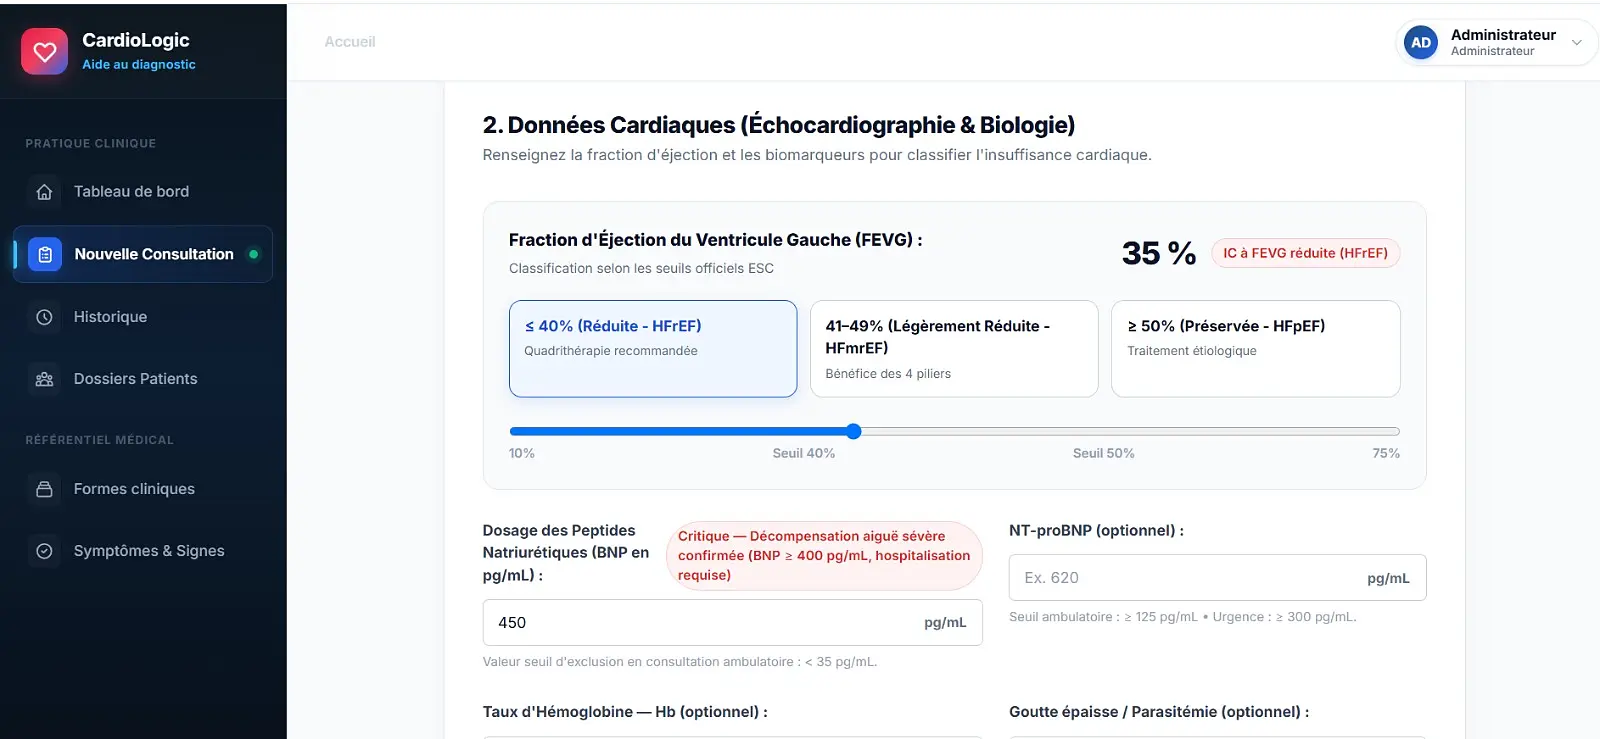 CardioLogic
Aide au diagnostic
PRATIQUE CLINIQUE
Tableau de bord
Nouvelle Consultation
Historique
Dossiers Patients
RÉFÉRENTIEL MÉDICAL
Formes cliniques
Symptômes & Signes
Accueil
AD
Administrateur
Administrateur
2. Données Cardiaques (Échocardiographie & Biologie)
Renseignez la fraction d'éjection et les biomarqueurs pour classifier l'insuffisance cardiaque.
Fraction d'Éjection du Ventricule Gauche (FEVG) :
Classification selon les seuils officiels ESC
35 %
IC à FEVG réduite (HFrEF)
≤ 40% (Réduite - HFrEF)
Quadrithérapie recommandée
41–49% (Légèrement Réduite -
HFmrEF)
Bénéfice des 4 piliers
≥ 50% (Préservée - HFpEF)
Traitement étiologique
10%
Seuil 40%
Seuil 50%
75%
Dosage des Peptides
Natriurétiques (BNP en
pg/mL) :
Critique — Décompensation aiguë sévère
confirmée (BNP ≥ 400 pg/mL, hospitalisation
requise)
450
pg/mL
Valeur seuil d'exclusion en consultation ambulatoire : < 35 pg/mL.
NT-proBNP (optionnel) :
Ex. 620
pg/mL
Seuil ambulatoire : ≥ 125 pg/mL • Urgence : ≥ 300 pg/mL.
Taux d'Hémoglobine — Hb (optionnel) :
Goutte épaisse / Parasitémie (optionnel) :